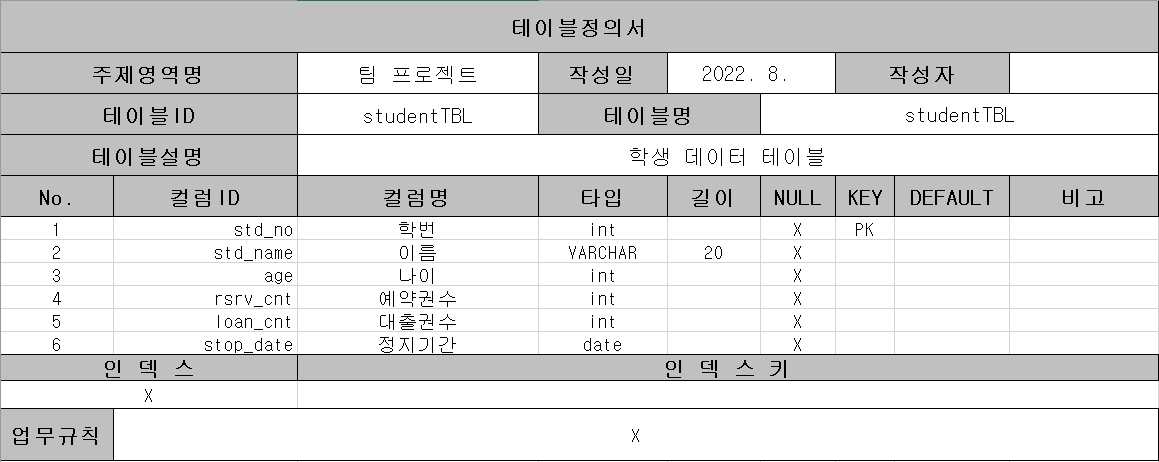 테이블정의서
주제영역명 팀 프로젝트 작성일 2022. 8. 작성자
테이블ID studentTBL 테이블명 studentTBL
테이블설명 학생 데이터 테이블
No. 컬럼ID 컬럼명 타입 길이 NULL KEY DEFAULT 비고
1 std_no 학번 int X PK
2 std_name 이름 VARCHAR 20 X
3 age 나이 int X
4 rsrv_cnt 예약권수 int X
5 loan_cnt 대출권수 int X
6 stop_date 정지기간 date X
인 덱 스 인 덱 스 키
X
업무규칙 X